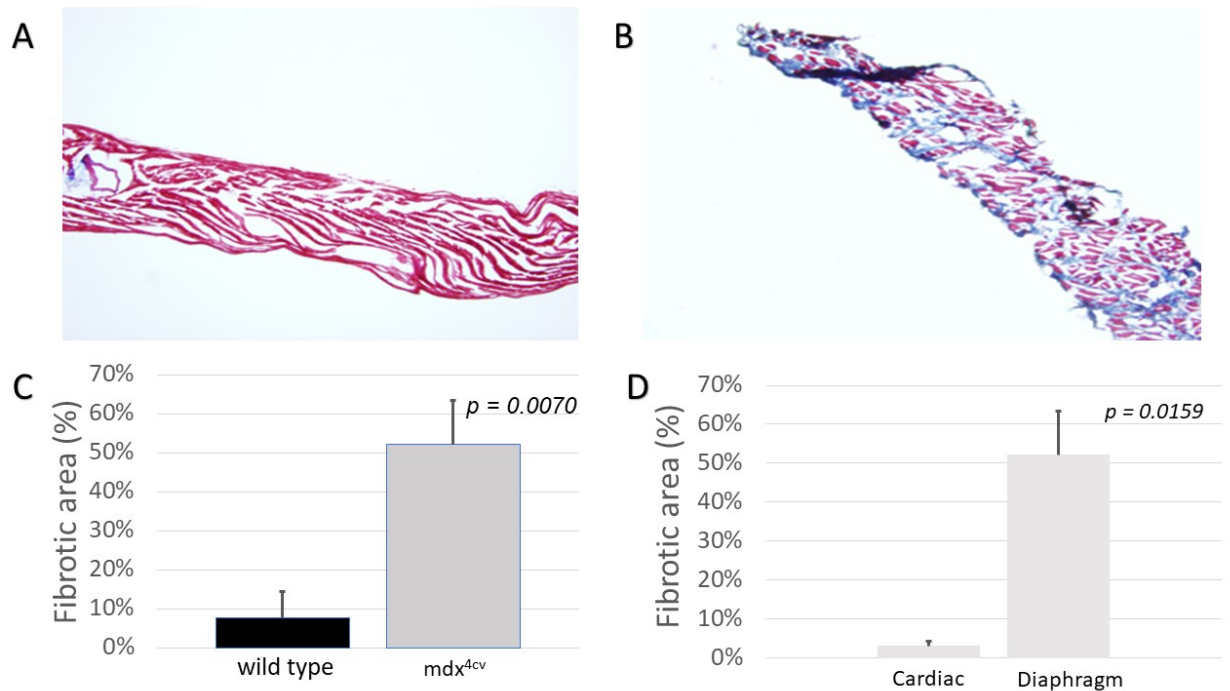 A
B
C
Fibrotic area (%)
70%
60%
50%
40%
30%
20%
10%
0%
p = 0.0070
wild type
mdx4cv
D
Fibrotic area (%)
70%
60%
50%
40%
30%
20%
10%
0%
p = 0.0159
Cardiac
Diaphragm